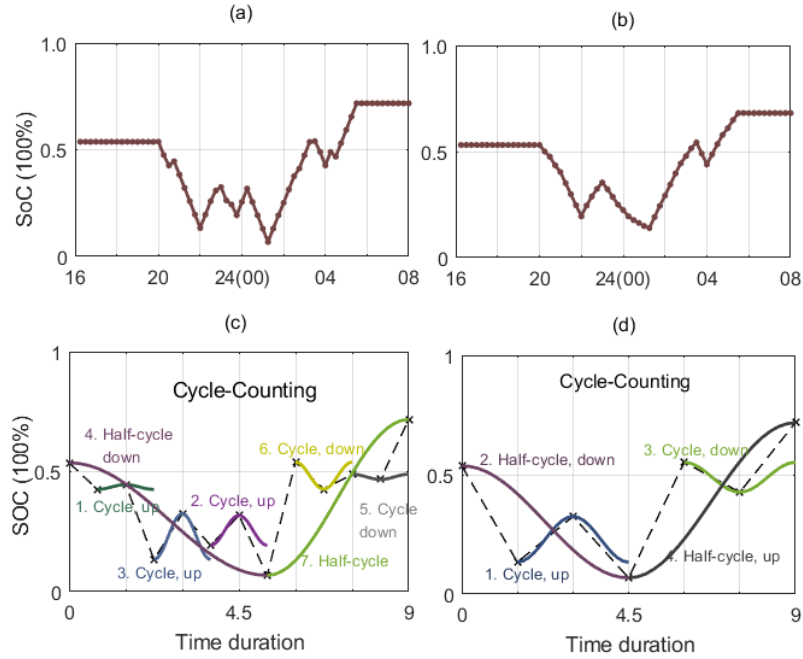 (a)
(b)
1.0
0.5
0
SoC (100%)
16 20 24(00) 04 08
1.0
0.5
0
16 20 24(00) 04 08
(c)
(d)
1
0.5
0
SOC (100%)
Cycle-Counting
4. Half-cycle
down
6. Cycle, down
1. Cycle, up
2. Cycle, up
5. Cycle
down
3. Cycle, up
7. Half-cycle
0 4.5 9
Time duration
1
0.5
0
Cycle-Counting
2. Half-cycle, down
3. Cycle, down
1. Cycle, up
4. Half-cycle, up
0 4.5 9
Time duration